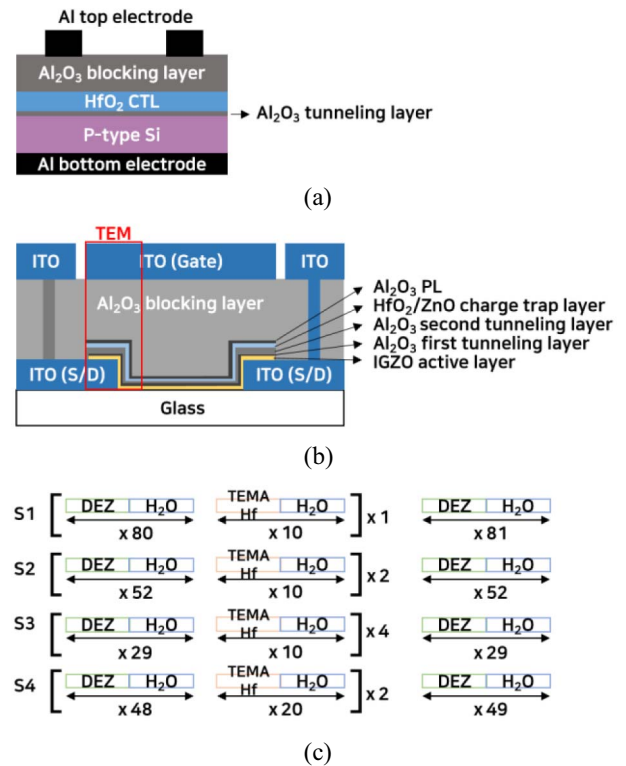 Al top electrode
Al₂O₃ blocking layer
HfO₂ CTL
Al₂O₃ tunneling layer
P-type Si
Al bottom electrode
(a)
TEM
ITO
ITO (Gate)
ITO
Al₂O₃ blocking layer
Al₂O₃ PL
HfO₂/ZnO charge trap layer
Al₂O₃ second tunneling layer
Al₂O₃ first tunneling layer
IGZO active layer
ITO (S/D)
ITO (S/D)
Glass
(b)
S1 [ DEZ H₂O TEMA Hf H₂O ] x 1 DEZ H₂O
x 80 x 10 x 81
S2 [ DEZ H₂O TEMA Hf H₂O ] x 2 DEZ H₂O
x 52 x 10 x 52
S3 [ DEZ H₂O TEMA Hf H₂O ] x 4 DEZ H₂O
x 29 x 10 x 29
S4 [ DEZ H₂O TEMA Hf H₂O ] x 2 DEZ H₂O
x 48 x 20 x 49
(c)